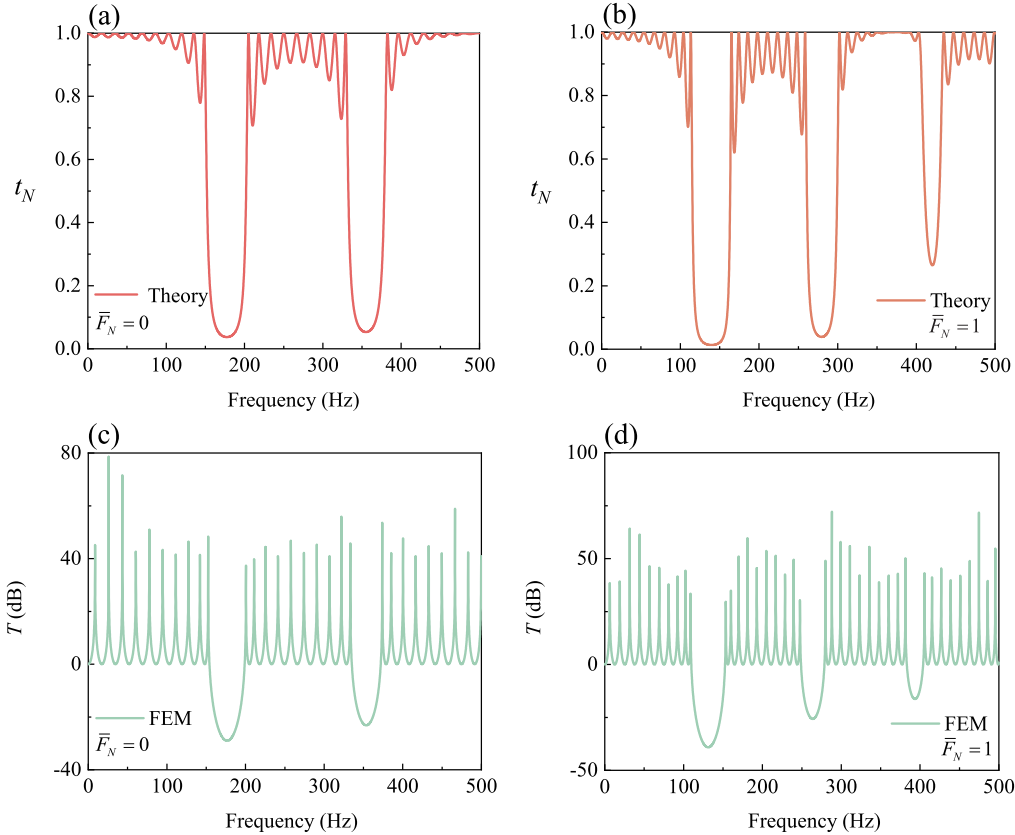 (a)
1.0
0.8
0.6
0.4
0.2
0.0
t_N
Theory
F̅_N = 0
0 100 200 300 400 500
Frequency (Hz)
(b)
1.0
0.8
0.6
0.4
0.2
0.0
t_N
Theory
F̅_N = 1
0 100 200 300 400 500
Frequency (Hz)
(c)
80
40
0
-40
T (dB)
FEM
F̅_N = 0
0 100 200 300 400 500
Frequency (Hz)
(d)
100
50
0
-50
T (dB)
FEM
F̅_N = 1
0 100 200 300 400 500
Frequency (Hz)